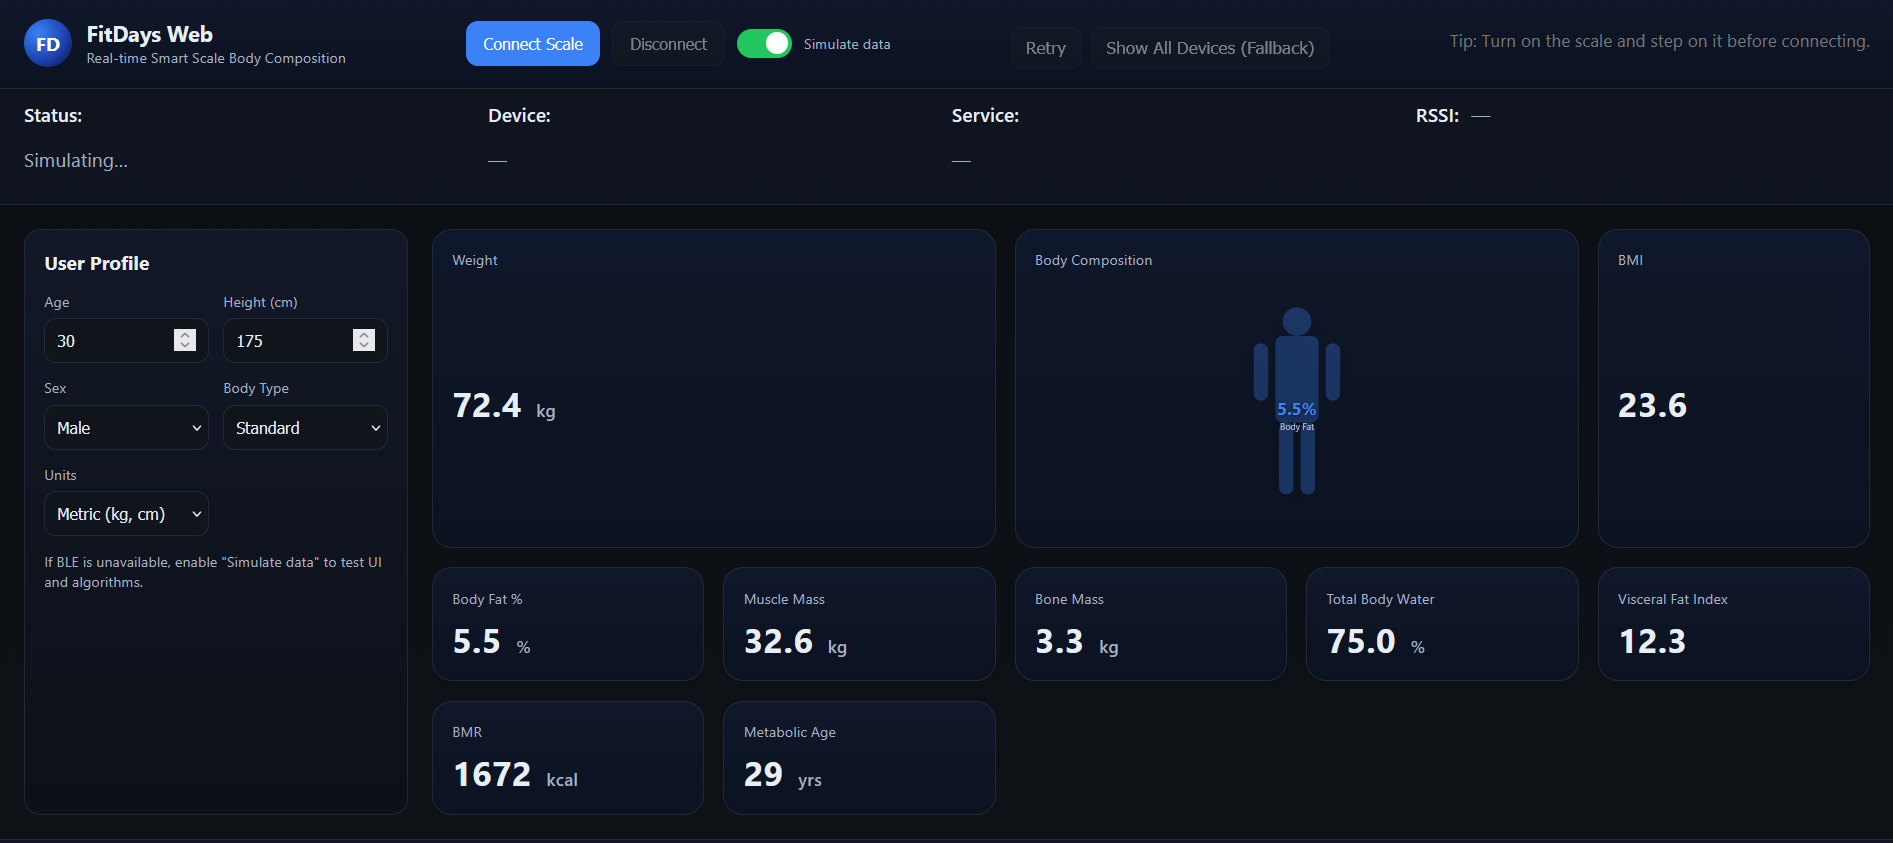 FD
FitDays Web
Real-time Smart Scale Body Composition
Connect Scale
Disconnect
Simulate data
Retry
Show All Devices (Fallback)
Tip: Turn on the scale and step on it before connecting.
Status:
Simulating...
Device:
—
Service:
—
RSSI: —
User Profile
Age
30
Height (cm)
175
Sex
Male
Body Type
Standard
Units
Metric (kg, cm)
If BLE is unavailable, enable "Simulate data" to test UI
and algorithms.
Weight
72.4 kg
Body Composition
5.5%
Body Fat
BMI
23.6
Body Fat %
5.5 %
Muscle Mass
32.6 kg
Bone Mass
3.3 kg
Total Body Water
75.0 %
Visceral Fat Index
12.3
BMR
1672 kcal
Metabolic Age
29 yrs